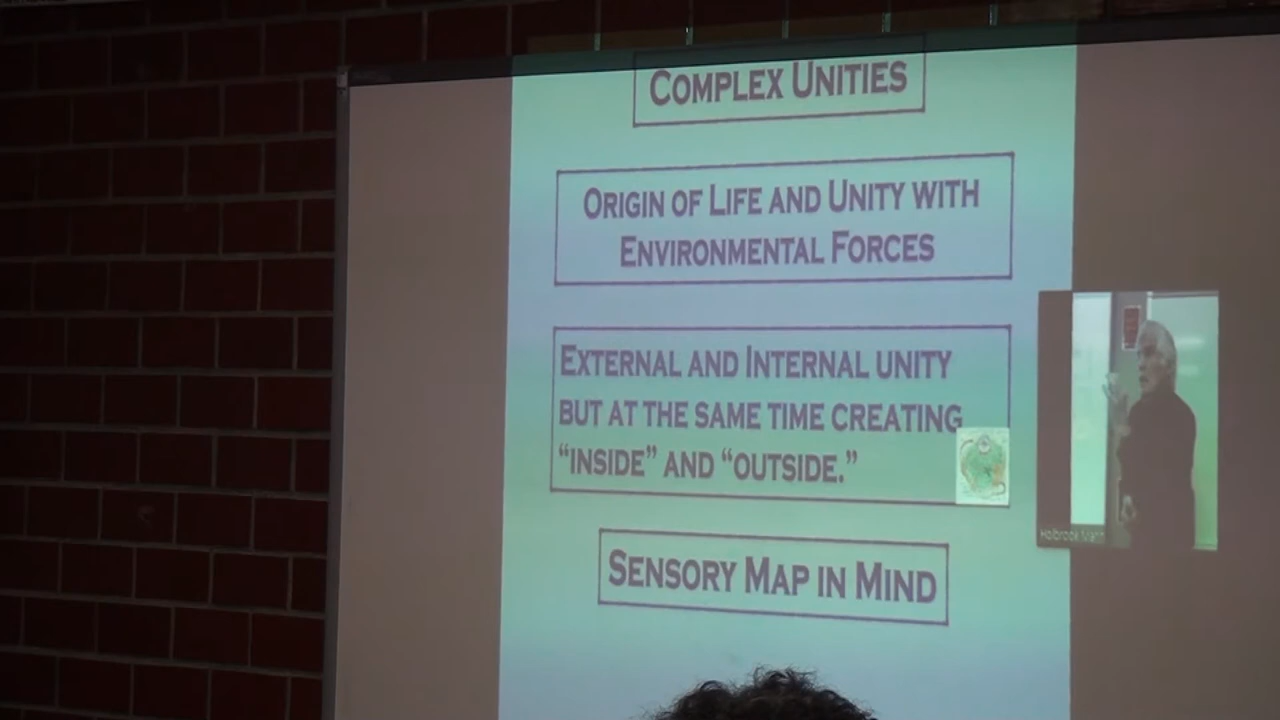 COMPLEX UNITIES
ORIGIN OF LIFE AND UNITY WITH
ENVIRONMENTAL FORCES
EXTERNAL AND INTERNAL UNITY
BUT AT THE SAME TIME CREATING
“INSIDE” AND “OUTSIDE.”
SENSORY MAP IN MIND
Holbrook